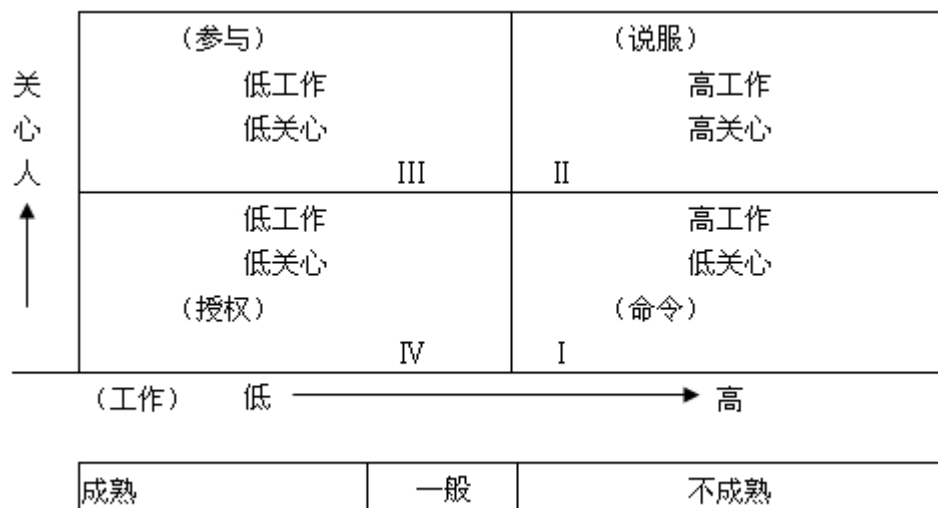 （参与） （说服）
关 低工作 高工作
心 低关心 高关心
人 III II
低工作 高工作
低关心 低关心
（授权） （命令）
IV I
（工作） 低 高
成熟 一般 不成熟